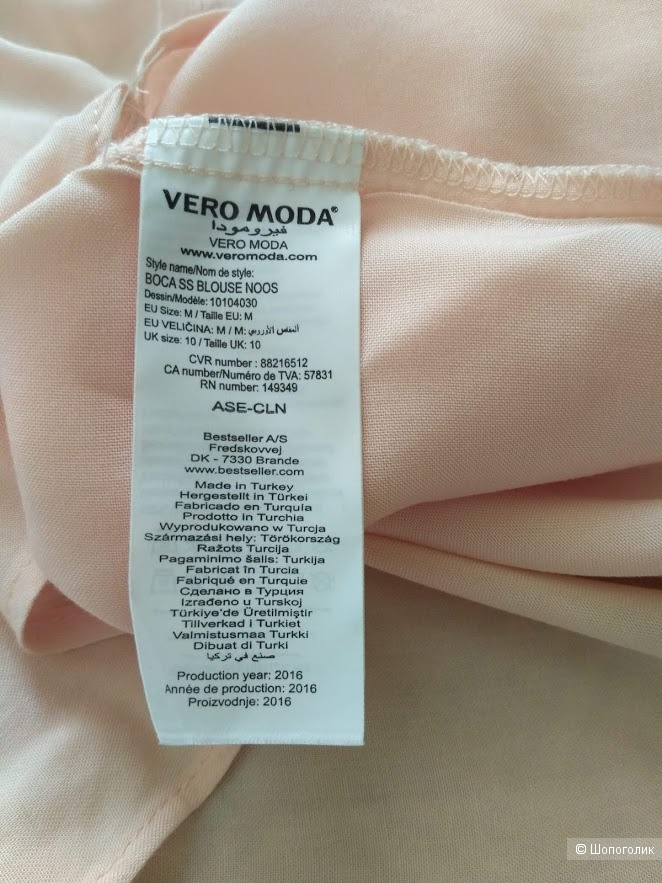 VERO MODA®
فيرومودا
VERO MODA
www.veromoda.com
Style name/Nom de style:
BOCA SS BLOUSE NOOS
Dessin/Modèle: 10104030
EU Size: M / Taille EU: M
EU VELIČINA: M / M: المقاس الأوروبي
UK size: 10 / Taille UK: 10
CVR number : 88216512
CA number/Numéro de TVA: 57831
RN number: 149349
ASE-CLN
Bestseller A/S
Fredskovvej
DK - 7330 Brande
www.bestseller.com
Made in Turkey
Hergestellt in Türkei
Fabricado en Turquía
Prodotto in Turchia
Wyprodukowano w Turcja
Származási hely: Törökország
Ražots Turcija
Pagaminimo šalis: Turkija
Fabricat în Turcia
Fabriqué en Turquie
Сделано в Турция
Izrađeno u Turskoj
Türkiye'de Üretilmiştir
Tillverkad i Turkiet
Valmistusmaa Turkki
Dibuat di Turki
صنع في تركيا
Production year: 2016
Année de production: 2016
Proizvodnje: 2016
© Шопоголик